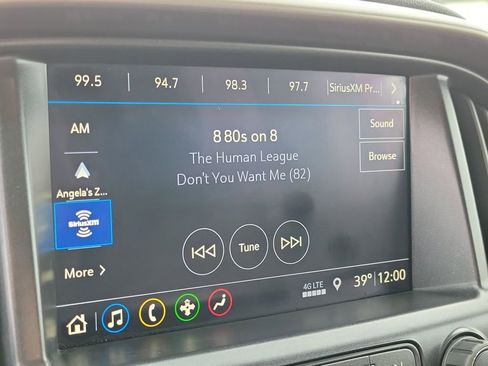 99.5 94.7 98.3 97.7 SiriusXM Pr...
AM
8 80s on 8
Sound
The Human League
Browse
Don't You Want Me (82)
Angela's Z...
SiriusXM
Tune
More
4G LTE
39° 12:00